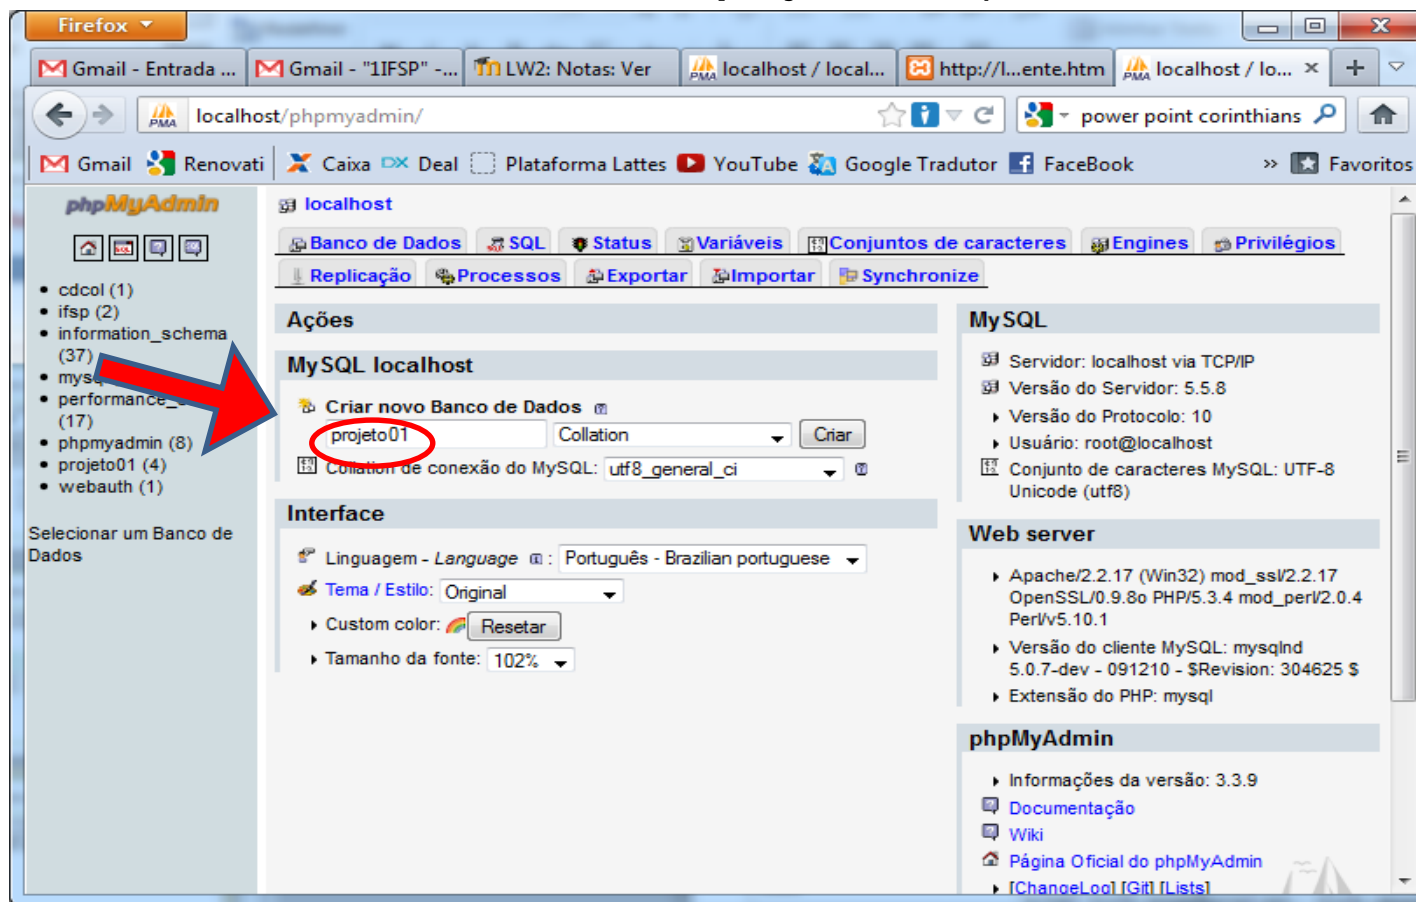 Firefox
Gmail - Entrada ...
Gmail - "1IFSP" -...
LW2: Notas: Ver
localhost / local...
http://l...ente.htm
localhost / lo...
localhost/phpmyadmin/
power point corinthians
Gmail
Renovati
Caixa
Deal
Plataforma Lattes
YouTube
Google Tradutor
FaceBook
»
Favoritos
phpMyAdmin
cdcol (1)
ifsp (2)
information_schema
(37)
performance_
(17)
phpmyadmin (8)
projeto01 (4)
webauth (1)
Selecionar um Banco de
Dados
localhost
Banco de Dados
SQL
Status
Variáveis
Conjuntos de caracteres
Engines
Privilégios
Replicação
Processos
Exportar
Importar
Synchronize
Ações
MySQL localhost
Criar novo Banco de Dados
projeto01
Collation
Criar
Collation de conexão do MySQL: utf8_general_ci
Interface
Linguagem - Language : Português - Brazilian portuguese
Tema / Estilo: Original
Custom color: Resetar
Tamanho da fonte: 102%
MySQL
Servidor: localhost via TCP/IP
Versão do Servidor: 5.5.8
Versão do Protocolo: 10
Usuário: root@localhost
Conjunto de caracteres MySQL: UTF-8
Unicode (utf8)
Web server
Apache/2.2.17 (Win32) mod_ssl/2.2.17
OpenSSL/0.9.8o PHP/5.3.4 mod_perl/2.0.4
Perl/v5.10.1
Versão do cliente MySQL: mysqlnd
5.0.7-dev - 091210 - $Revision: 304625 $
Extensão do PHP: mysql
phpMyAdmin
Informações da versão: 3.3.9
Documentação
Wiki
Página Oficial do phpMyAdmin
[ChangeLog] [Git] [Lists]